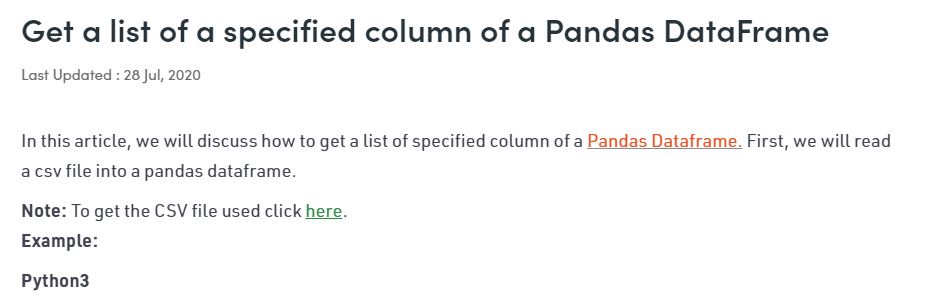 Get a list of a specified column of a Pandas DataFrame
Last Updated : 28 Jul, 2020
In this article, we will discuss how to get a list of specified column of a Pandas Dataframe. First, we will read
a csv file into a pandas dataframe.
Note: To get the CSV file used click here.
Example:
Python3